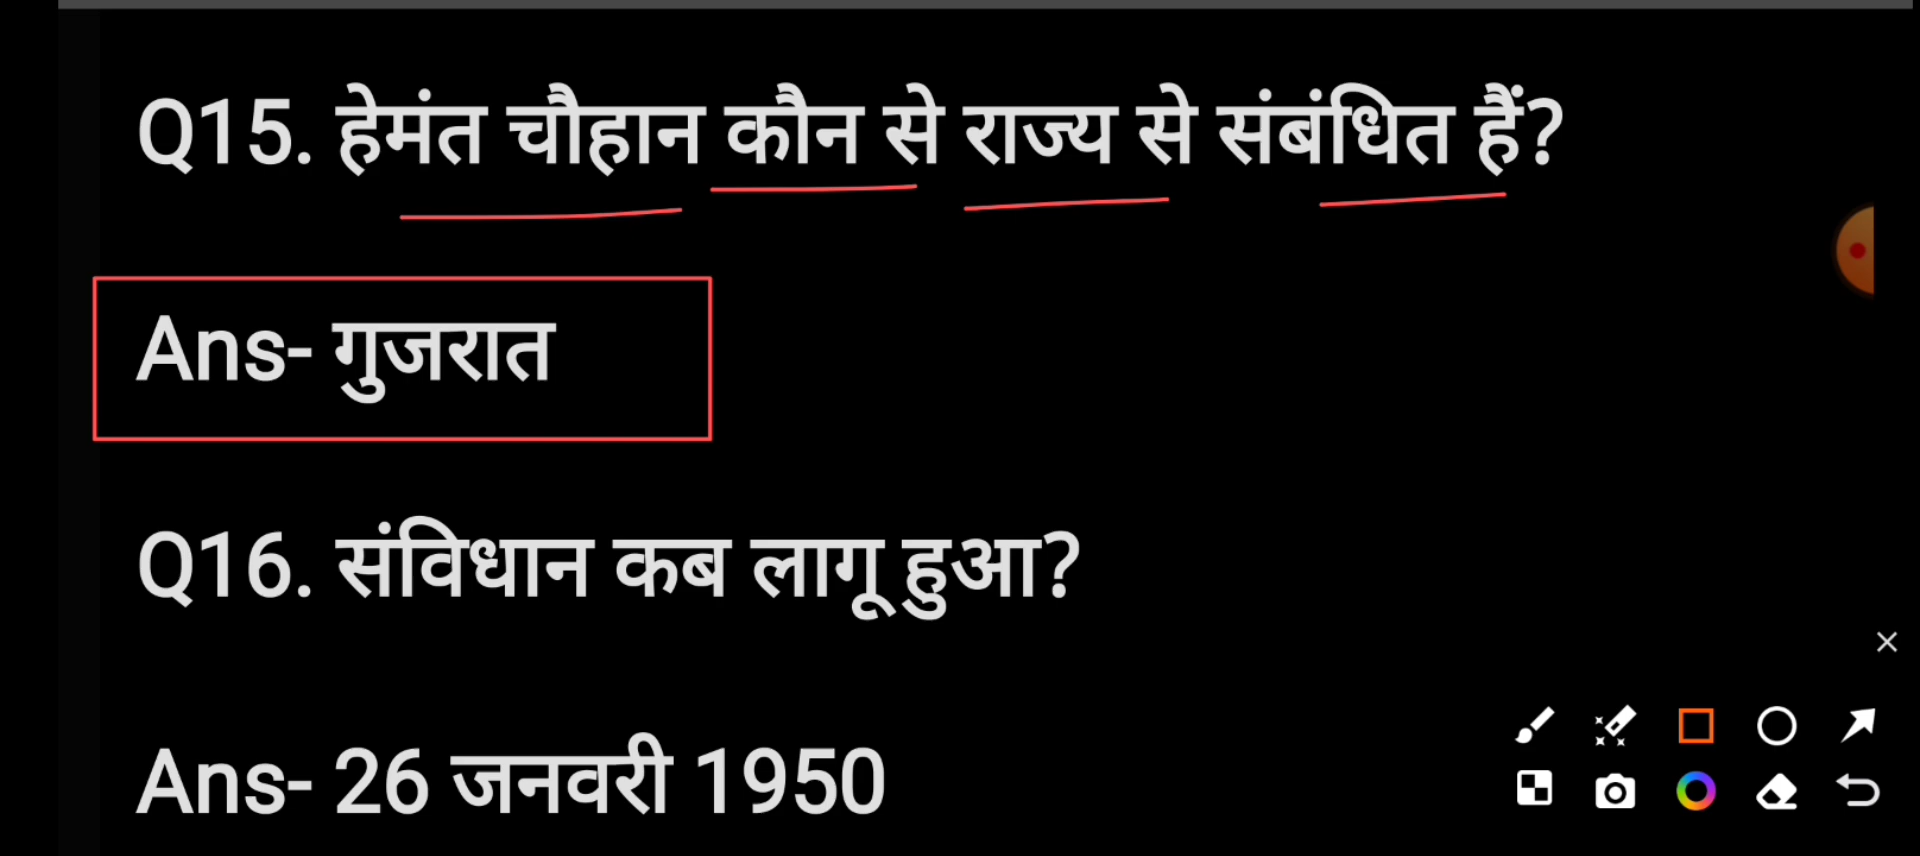 Q15. हेमंत चौहान कौन से राज्य से संबंधित हैं?
Ans- गुजरात
Q16. संविधान कब लागू हुआ?
Ans- 26 जनवरी 1950